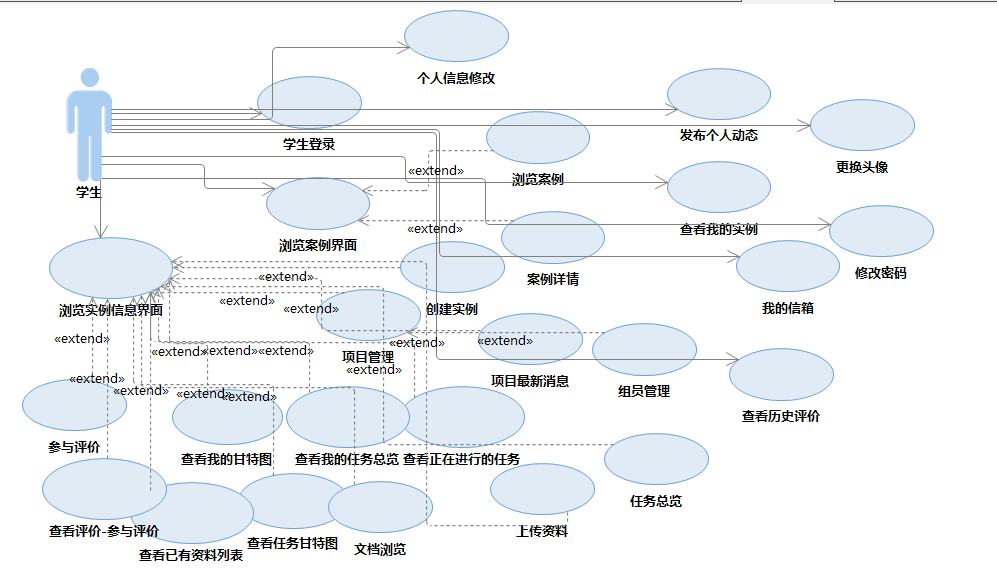 个人信息修改
学生登录
发布个人动态
更换头像
«extend»
浏览案例
学生
查看我的实例
«extend»
浏览案例界面
修改密码
案例详情
«extend»
浏览实例信息界面
«extend»
«extend»
创建实例
我的信箱
«extend»
«extend»
«extend»
«extend»
«extend»
«extend»
项目管理
«extend»
项目最新消息
组员管理
«extend»
«extend»
«extend»
«extend»
查看历史评价
参与评价
查看我的甘特图
查看我的任务总览
查看正在进行的任务
任务总览
查看评价-参与评价
查看已有资料列表
查看任务甘特图
文档浏览
上传资料